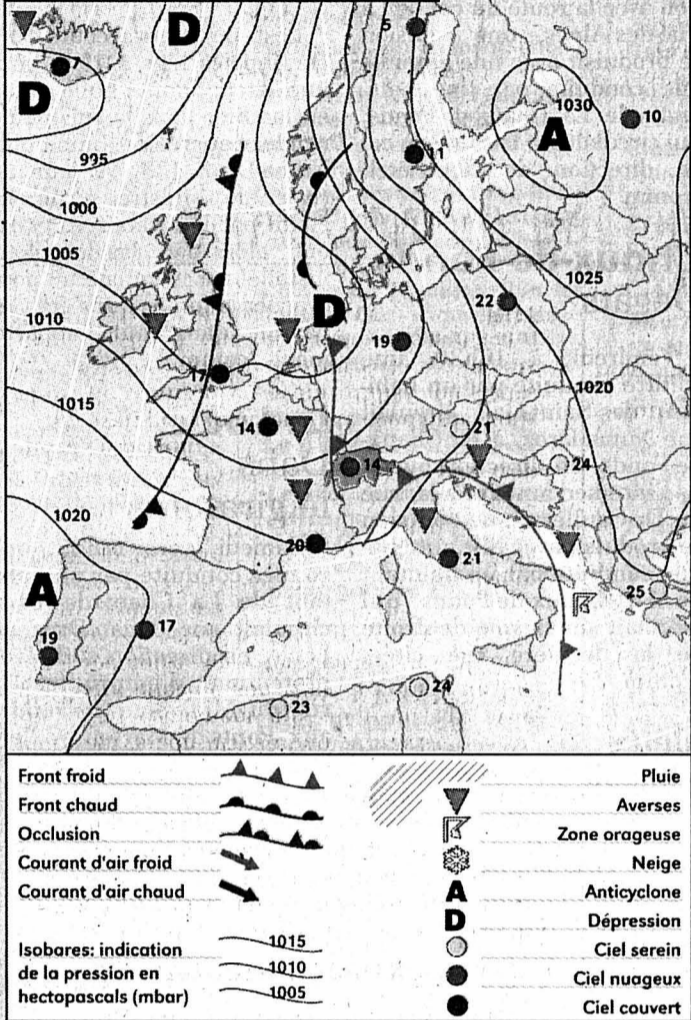 D
5
7
D
1030
A
10
995
11
1000
1005
1025
D
22
1010
19
17
1020
1015
14
21
14
24
1020
20
21
A
25
17
19
24
23
Front froid
Front chaud
Occlusion
Courant d'air froid
Courant d'air chaud
Isobares: indication
de la pression en
hectopascals (mbar)
1015
1010
1005
Pluie
Averses
Zone orageuse
Neige
A Anticyclone
D Dépression
Ciel serein
Ciel nuageux
Ciel couvert